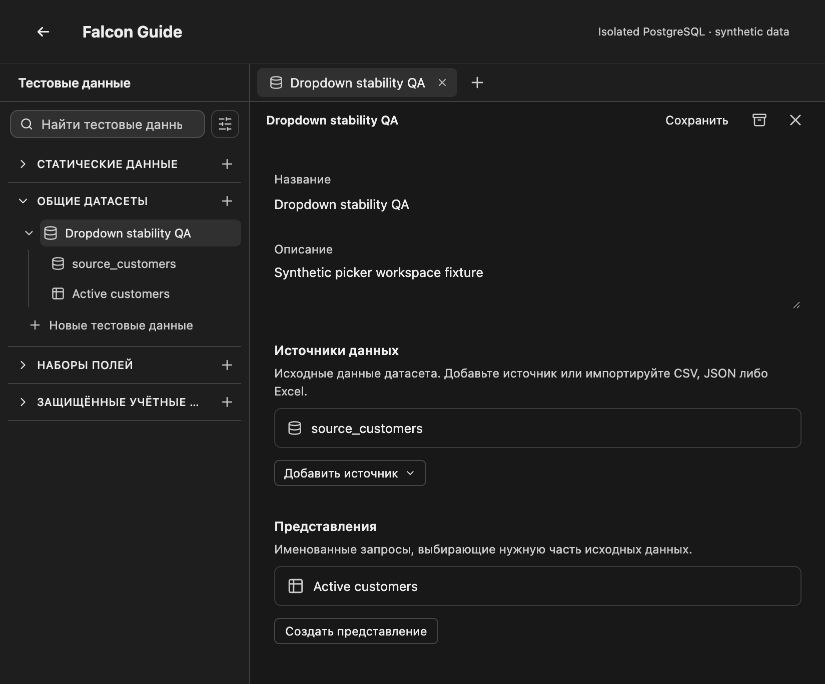 Falcon Guide
Isolated PostgreSQL · synthetic data
Тестовые данные
Dropdown stability QA
Найти тестовые даннь
Dropdown stability QA
Сохранить
СТАТИЧЕСКИЕ ДАННЫЕ
ОБЩИЕ ДАТАСЕТЫ
Dropdown stability QA
source_customers
Active customers
Новые тестовые данные
НАБОРЫ ПОЛЕЙ
ЗАЩИЩЁННЫЕ УЧЁТНЫЕ ...
Название
Dropdown stability QA
Описание
Synthetic picker workspace fixture
Источники данных
Исходные данные датасета. Добавьте источник или импортируйте CSV, JSON либо
Excel.
source_customers
Добавить источник
Представления
Именованные запросы, выбирающие нужную часть исходных данных.
Active customers
Создать представление